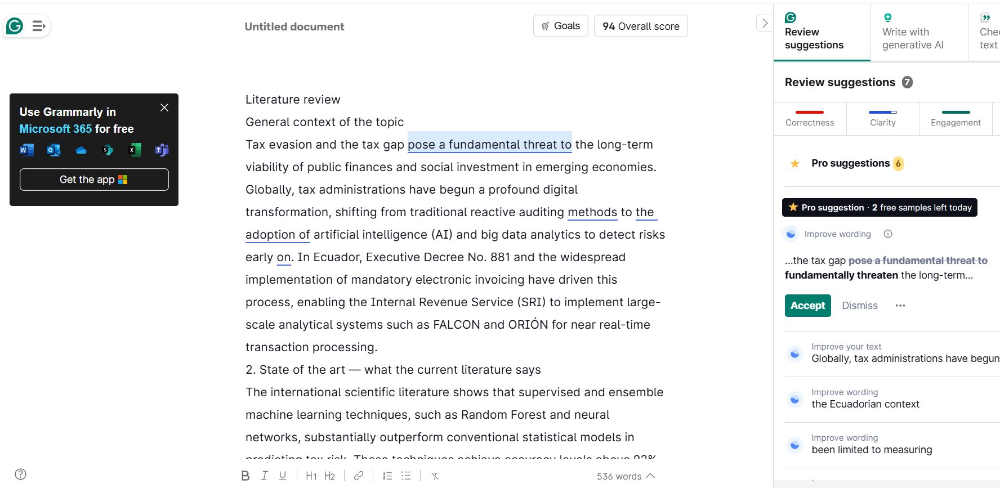 Untitled document
Goals
94 Overall score
Review
suggestions
Write with
generative AI
text
Review suggestions 7
Correctness
Clarity
Engagement
Use Grammarly in
Microsoft 365 for free
Get the app
Literature review
General context of the topic
Tax evasion and the tax gap pose a fundamental threat to the long-term
viability of public finances and social investment in emerging economies.
Globally, tax administrations have begun a profound digital
transformation, shifting from traditional reactive auditing methods to the
adoption of artificial intelligence (AI) and big data analytics to detect risks
early on. In Ecuador, Executive Decree No. 881 and the widespread
implementation of mandatory electronic invoicing have driven this
process, enabling the Internal Revenue Service (SRI) to implement large-
scale analytical systems such as FALCON and ORIÓN for near real-time
transaction processing.
2. State of the art — what the current literature says
The international scientific literature shows that supervised and ensemble
machine learning techniques, such as Random Forest and neural
networks, substantially outperform conventional statistical models in
predicting tax risk. These techniques achieve accuracy levels above 92%
B I U H1 H2
536 words
Pro suggestions 6
Pro suggestion · 2 free samples left today
Improve wording
...the tax gap pose a fundamental threat to
fundamentally threaten the long-term...
Accept
Dismiss
Improve your text
Globally, tax administrations have begun
Improve wording
the Ecuadorian context
Improve wording
been limited to measuring